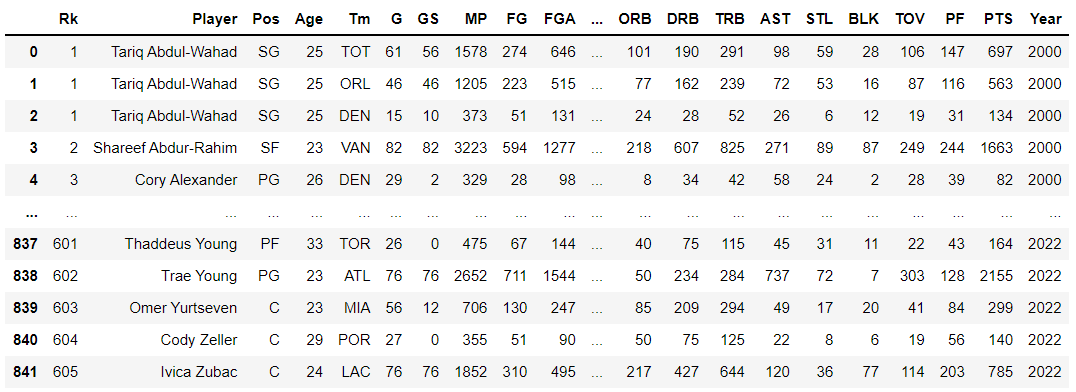 Rk Player Pos Age Tm G GS MP FG FGA ... ORB DRB TRB AST STL BLK TOV PF PTS Year
0 1 Tariq Abdul-Wahad SG 25 TOT 61 56 1578 274 646 ... 101 190 291 98 59 28 106 147 697 2000
1 1 Tariq Abdul-Wahad SG 25 ORL 46 46 1205 223 515 ... 77 162 239 72 53 16 87 116 563 2000
2 1 Tariq Abdul-Wahad SG 25 DEN 15 10 373 51 131 ... 24 28 52 26 6 12 19 31 134 2000
3 2 Shareef Abdur-Rahim SF 23 VAN 82 82 3223 594 1277 ... 218 607 825 271 89 87 249 244 1663 2000
4 3 Cory Alexander PG 26 DEN 29 2 329 28 98 ... 8 34 42 58 24 2 28 39 82 2000
... ... ... ... ... ... ... ... ... ... ... ... ... ... ... ... ... ... ... ... ... ...
837 601 Thaddeus Young PF 33 TOR 26 0 475 67 144 ... 40 75 115 45 31 11 22 43 164 2022
838 602 Trae Young PG 23 ATL 76 76 2652 711 1544 ... 50 234 284 737 72 7 303 128 2155 2022
839 603 Omer Yurtseven C 23 MIA 56 12 706 130 247 ... 85 209 294 49 17 20 41 84 299 2022
840 604 Cody Zeller C 29 POR 27 0 355 51 90 ... 50 75 125 22 8 6 19 56 140 2022
841 605 Ivica Zubac C 24 LAC 76 76 1852 310 495 ... 217 427 644 120 36 77 114 203 785 2022